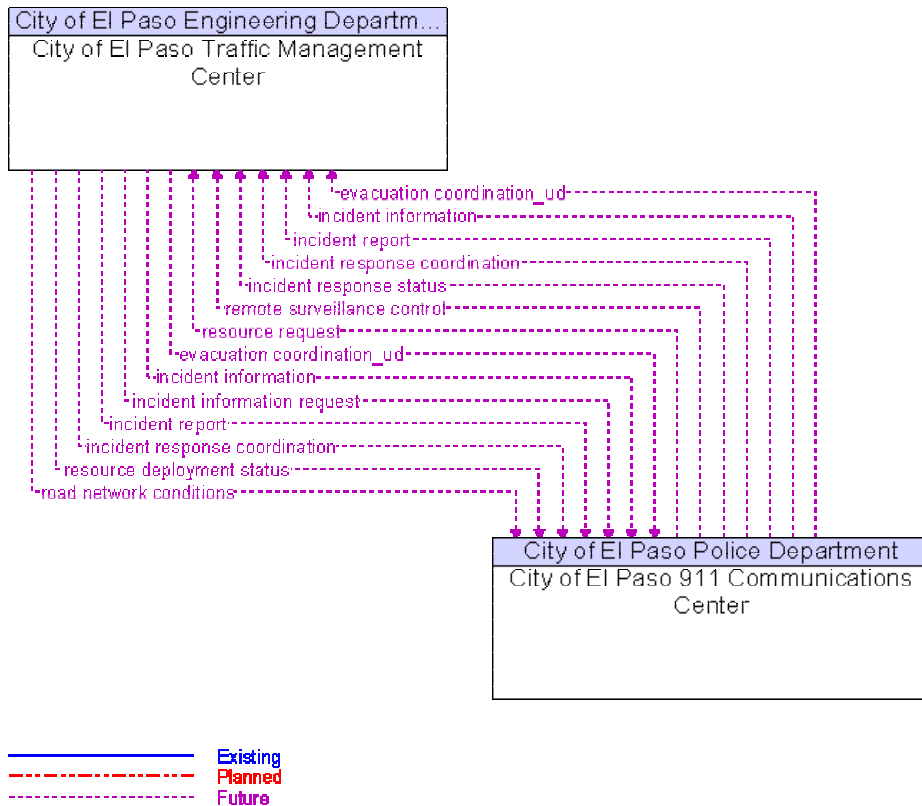 City of El Paso Engineering Departm...
City of El Paso Traffic Management
Center
evacuation coordination_ud
incident information
incident report
incident response coordination
incident response status
remote surveillance control
resource request
evacuation coordination_ud
incident information
incident information request
incident report
incident response coordination
resource deployment status
road network conditions
City of El Paso Police Department
City of El Paso 911 Communications
Center
Existing
Planned
Future